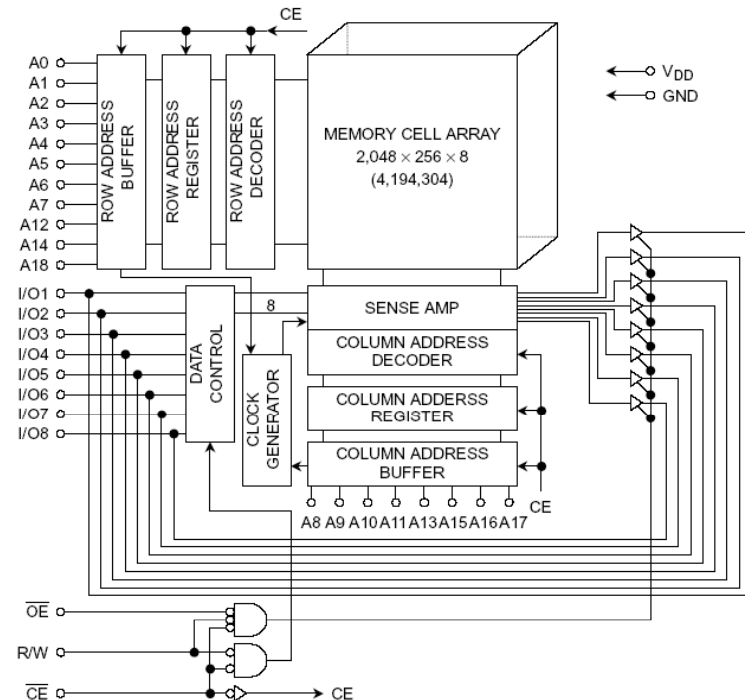 CE
A0
A1
A2
A3
A4
A5
A6
A7
A12
A14
A18
ROW ADDRESS
BUFFER
ROW ADDRESS
REGISTER
ROW ADDRESS
DECODER
MEMORY CELL ARRAY
2,048 × 256 × 8
(4,194,304)
VDD
GND
I/O1
I/O2
I/O3
I/O4
I/O5
I/O6
I/O7
I/O8
DATA
CONTROL
8
CLOCK
GENERATOR
SENSE AMP
COLUMN ADDRESS
DECODER
COLUMN ADDERSS
REGISTER
COLUMN ADDRESS
BUFFER
CE
A8 A9 A10 A11 A13 A15 A16 A17
OE
R/W
CE
CE